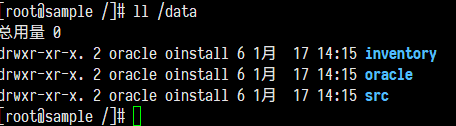 [root@sample /]# ll /data
总用量 0
drwxr-xr-x. 2 oracle oinstall 6 1月  17 14:15 inventory
drwxr-xr-x. 2 oracle oinstall 6 1月  17 14:15 oracle
drwxr-xr-x. 2 oracle oinstall 6 1月  17 14:15 src
[root@sample /]#